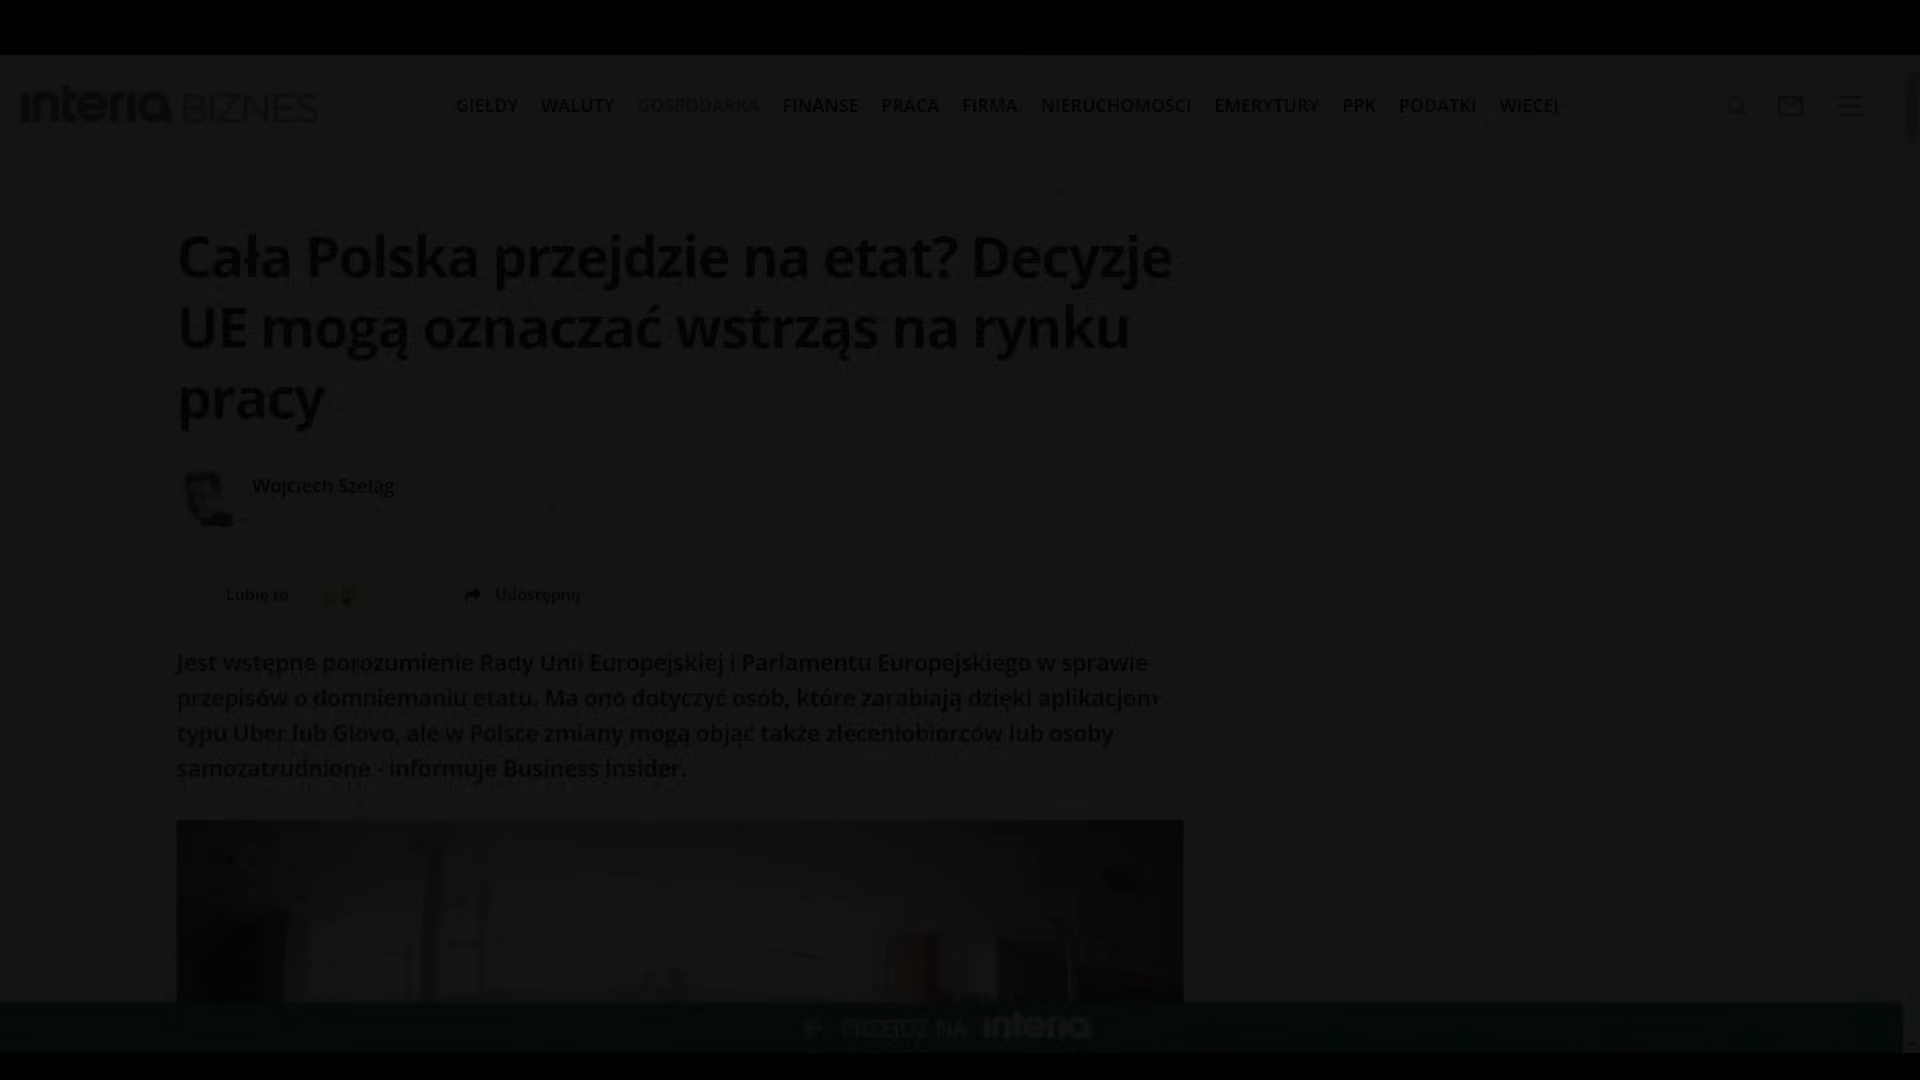 interia BIZNES
GIEŁDY WALUTY GOSPODARKA FINANSE PRACA FIRMA NIERUCHOMOŚCI EMERYTURY PPK PODATKI WIĘCEJ
Cała Polska przejdzie na etat? Decyzje
UE mogą oznaczać wstrząs na rynku
pracy
Wojciech Szeląg
Lubię to
Udostępnij
Jest wstępne porozumienie Rady Unii Europejskiej i Parlamentu Europejskiego w sprawie
przepisów o domniemaniu etatu. Ma ono dotyczyć osób, które zarabiają dzięki aplikacjom
typu Uber lub Glovo, ale w Polsce zmiany mogą objąć także zleceniobiorców lub osoby
samozatrudnione - informuje Business Insider.
PRZEJDŹ NA interia